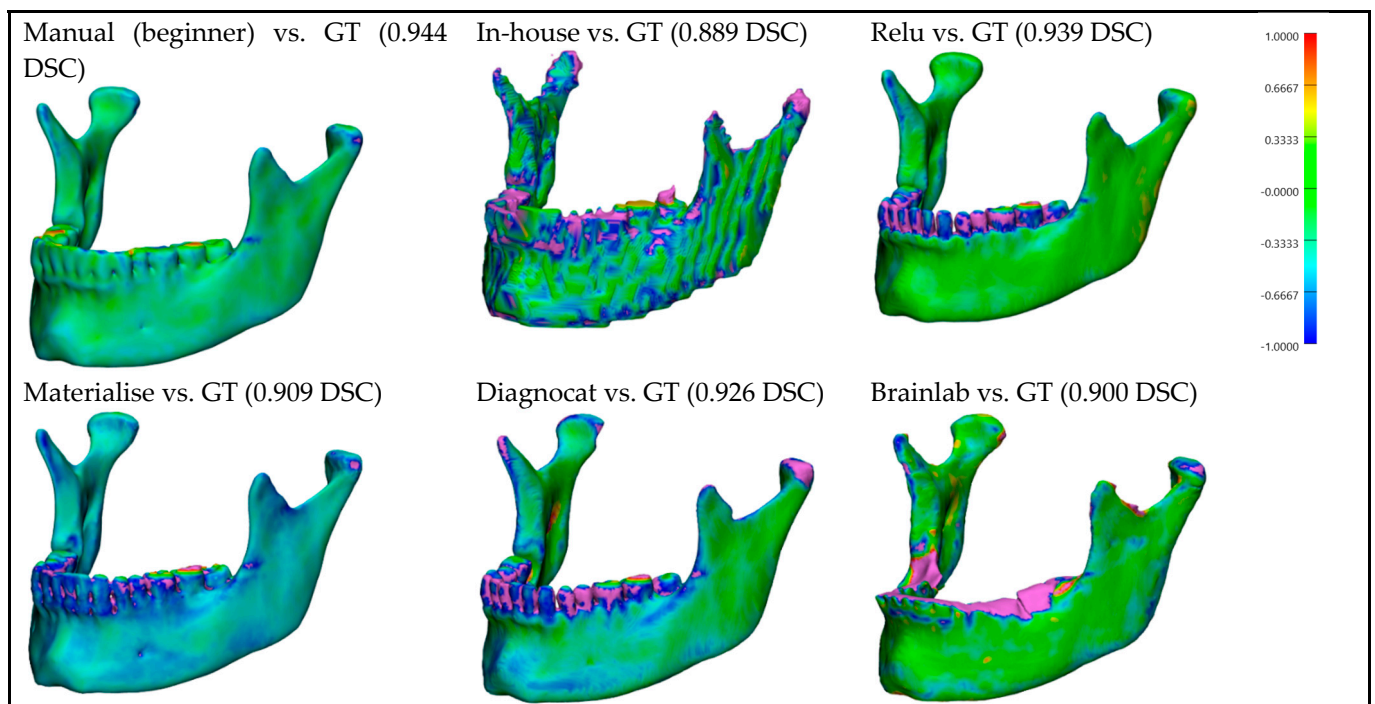 Manual (beginner) vs. GT (0.944
DSC)
In-house vs. GT (0.889 DSC)
Relu vs. GT (0.939 DSC)
1.0000
0.6667
0.3333
-0.0000
-0.3333
-0.6667
-1.0000
Materialise vs. GT (0.909 DSC)
Diagnocat vs. GT (0.926 DSC)
Brainlab vs. GT (0.900 DSC)